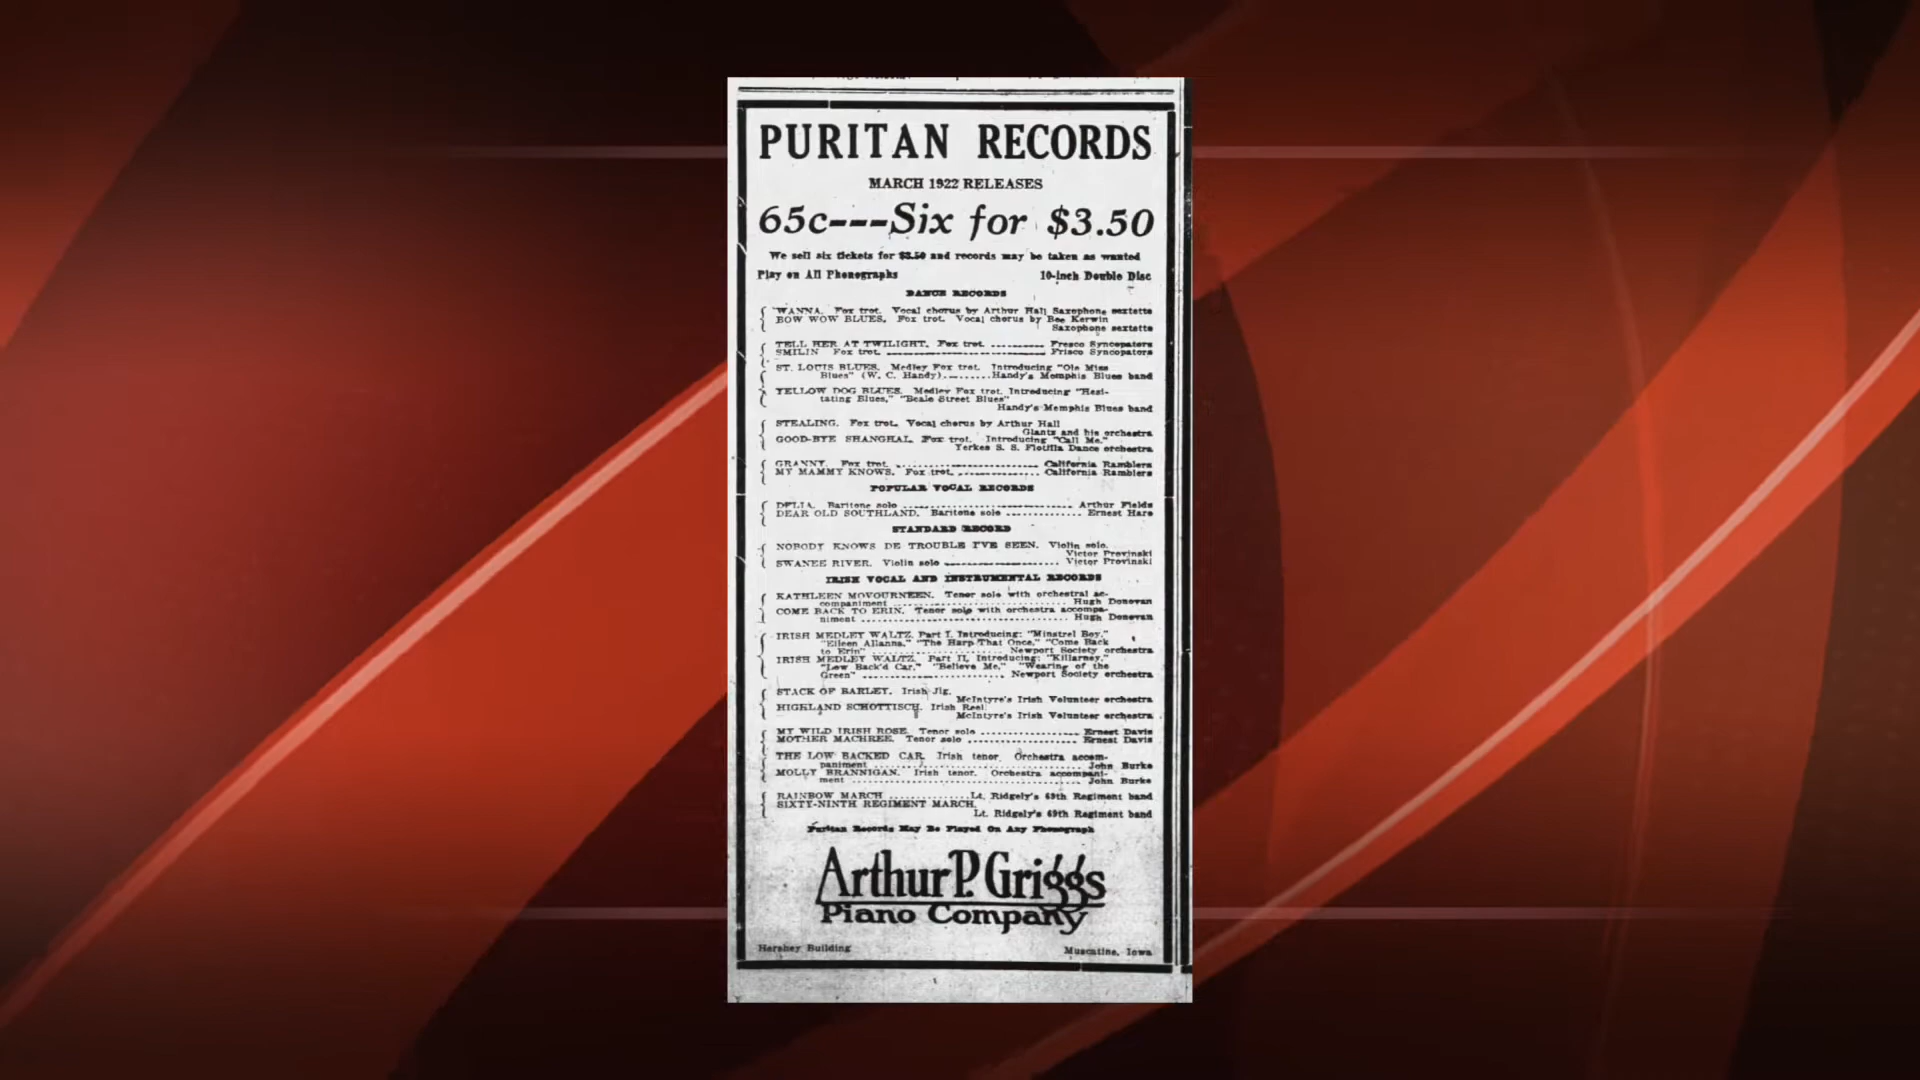 PURITAN RECORDS
MARCH 1922 RELEASES
65c---Six for $3.50
We sell six tickets for $3.50 and records may be taken as wanted
Play on All Phonographs 10-inch Double Disc
DANCE RECORDS
WANNA. Fox trot. Vocal chorus by Arthur Hall Saxophone sextette
BOW WOW BLUES. Fox trot. Vocal chorus by Bee Kerwin
Saxophone sextette
TELL HER AT TWILIGHT. Fox trot. Fresco Syncopaters
SMILIN Fox trot. Frisco Syncopators
ST. LOUIS BLUES. Medley Fox trot. Introducing "Ole Miss
Blues" (W. C. Handy) Handy's Memphis Blues band
YELLOW DOG BLUES. Medley Fox trot. Introducing "Hesi-
tating Blues," "Beale Street Blues"
Handy's Memphis Blues band
STEALING. Fox trot. Vocal chorus by Arthur Hall
Glantz and his orchestra
GOOD-BYE SHANGHAI. Fox trot. Introducing "Call Me."
Yerkes S. S. Flotilla Dance orchestra
GRANNY. Fox trot. California Ramblers
MY MAMMY KNOWS. Fox trot. California Ramblers
POPULAR VOCAL RECORDS
DELIA. Baritone solo Arthur Fields
DEAR OLD SOUTHLAND. Baritone solo Ernest Hare
STANDARD RECORD
NOBODY KNOWS DE TROUBLE I'VE SEEN. Violin solo.
Victor Provinski
SWANEE RIVER. Violin solo Victor Provinski
IRISH VOCAL AND INSTRUMENTAL RECORDS
KATHLEEN MOVOURNEEN. Tenor solo with orchestral ac-
companiment Hugh Donovan
COME BACK TO ERIN. Tenor solo with orchestra accompa-
niment Hugh Donovan
IRISH MEDLEY WALTZ. Part I. Introducing: "Minstrel Boy,"
"Eileen Allanna," "The Harp That Once," "Come Back
to Erin" Newport Society orchestra
IRISH MEDLEY WALTZ. Part II. Introducing: "Killarney,"
"Low Back'd Car," "Believe Me," "Wearing of the
Green" Newport Society orchestra
STACK OF BARLEY. Irish Jig.
McIntyre's Irish Volunteer orchestra
HIGHLAND SCHOTTISCH. Irish Reel
McIntyre's Irish Volunteer orchestra
MY WILD IRISH ROSE. Tenor solo Ernest Davis
MOTHER MACHREE. Tenor solo Ernest Davis
THE LOW BACKED CAR. Irish tenor. Orchestra accom-
paniment John Burke
MOLLY BRANNIGAN. Irish tenor. Orchestra accompani-
ment John Burke
RAINBOW MARCH Lt. Ridgely's 69th Regiment band
SIXTY-NINTH REGIMENT MARCH.
Lt. Ridgely's 69th Regiment band
Puritan Records May Be Played On Any Phonograph
Arthur P. Griggs
Piano Company
Hershey Building Muscatine, Iowa